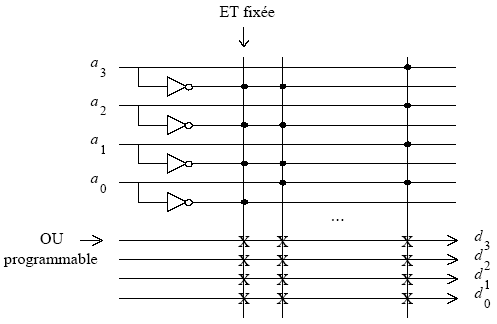 ET fixée
a3
a2
a1
a0
...
OU
programmable
d3
d2
d1
d0